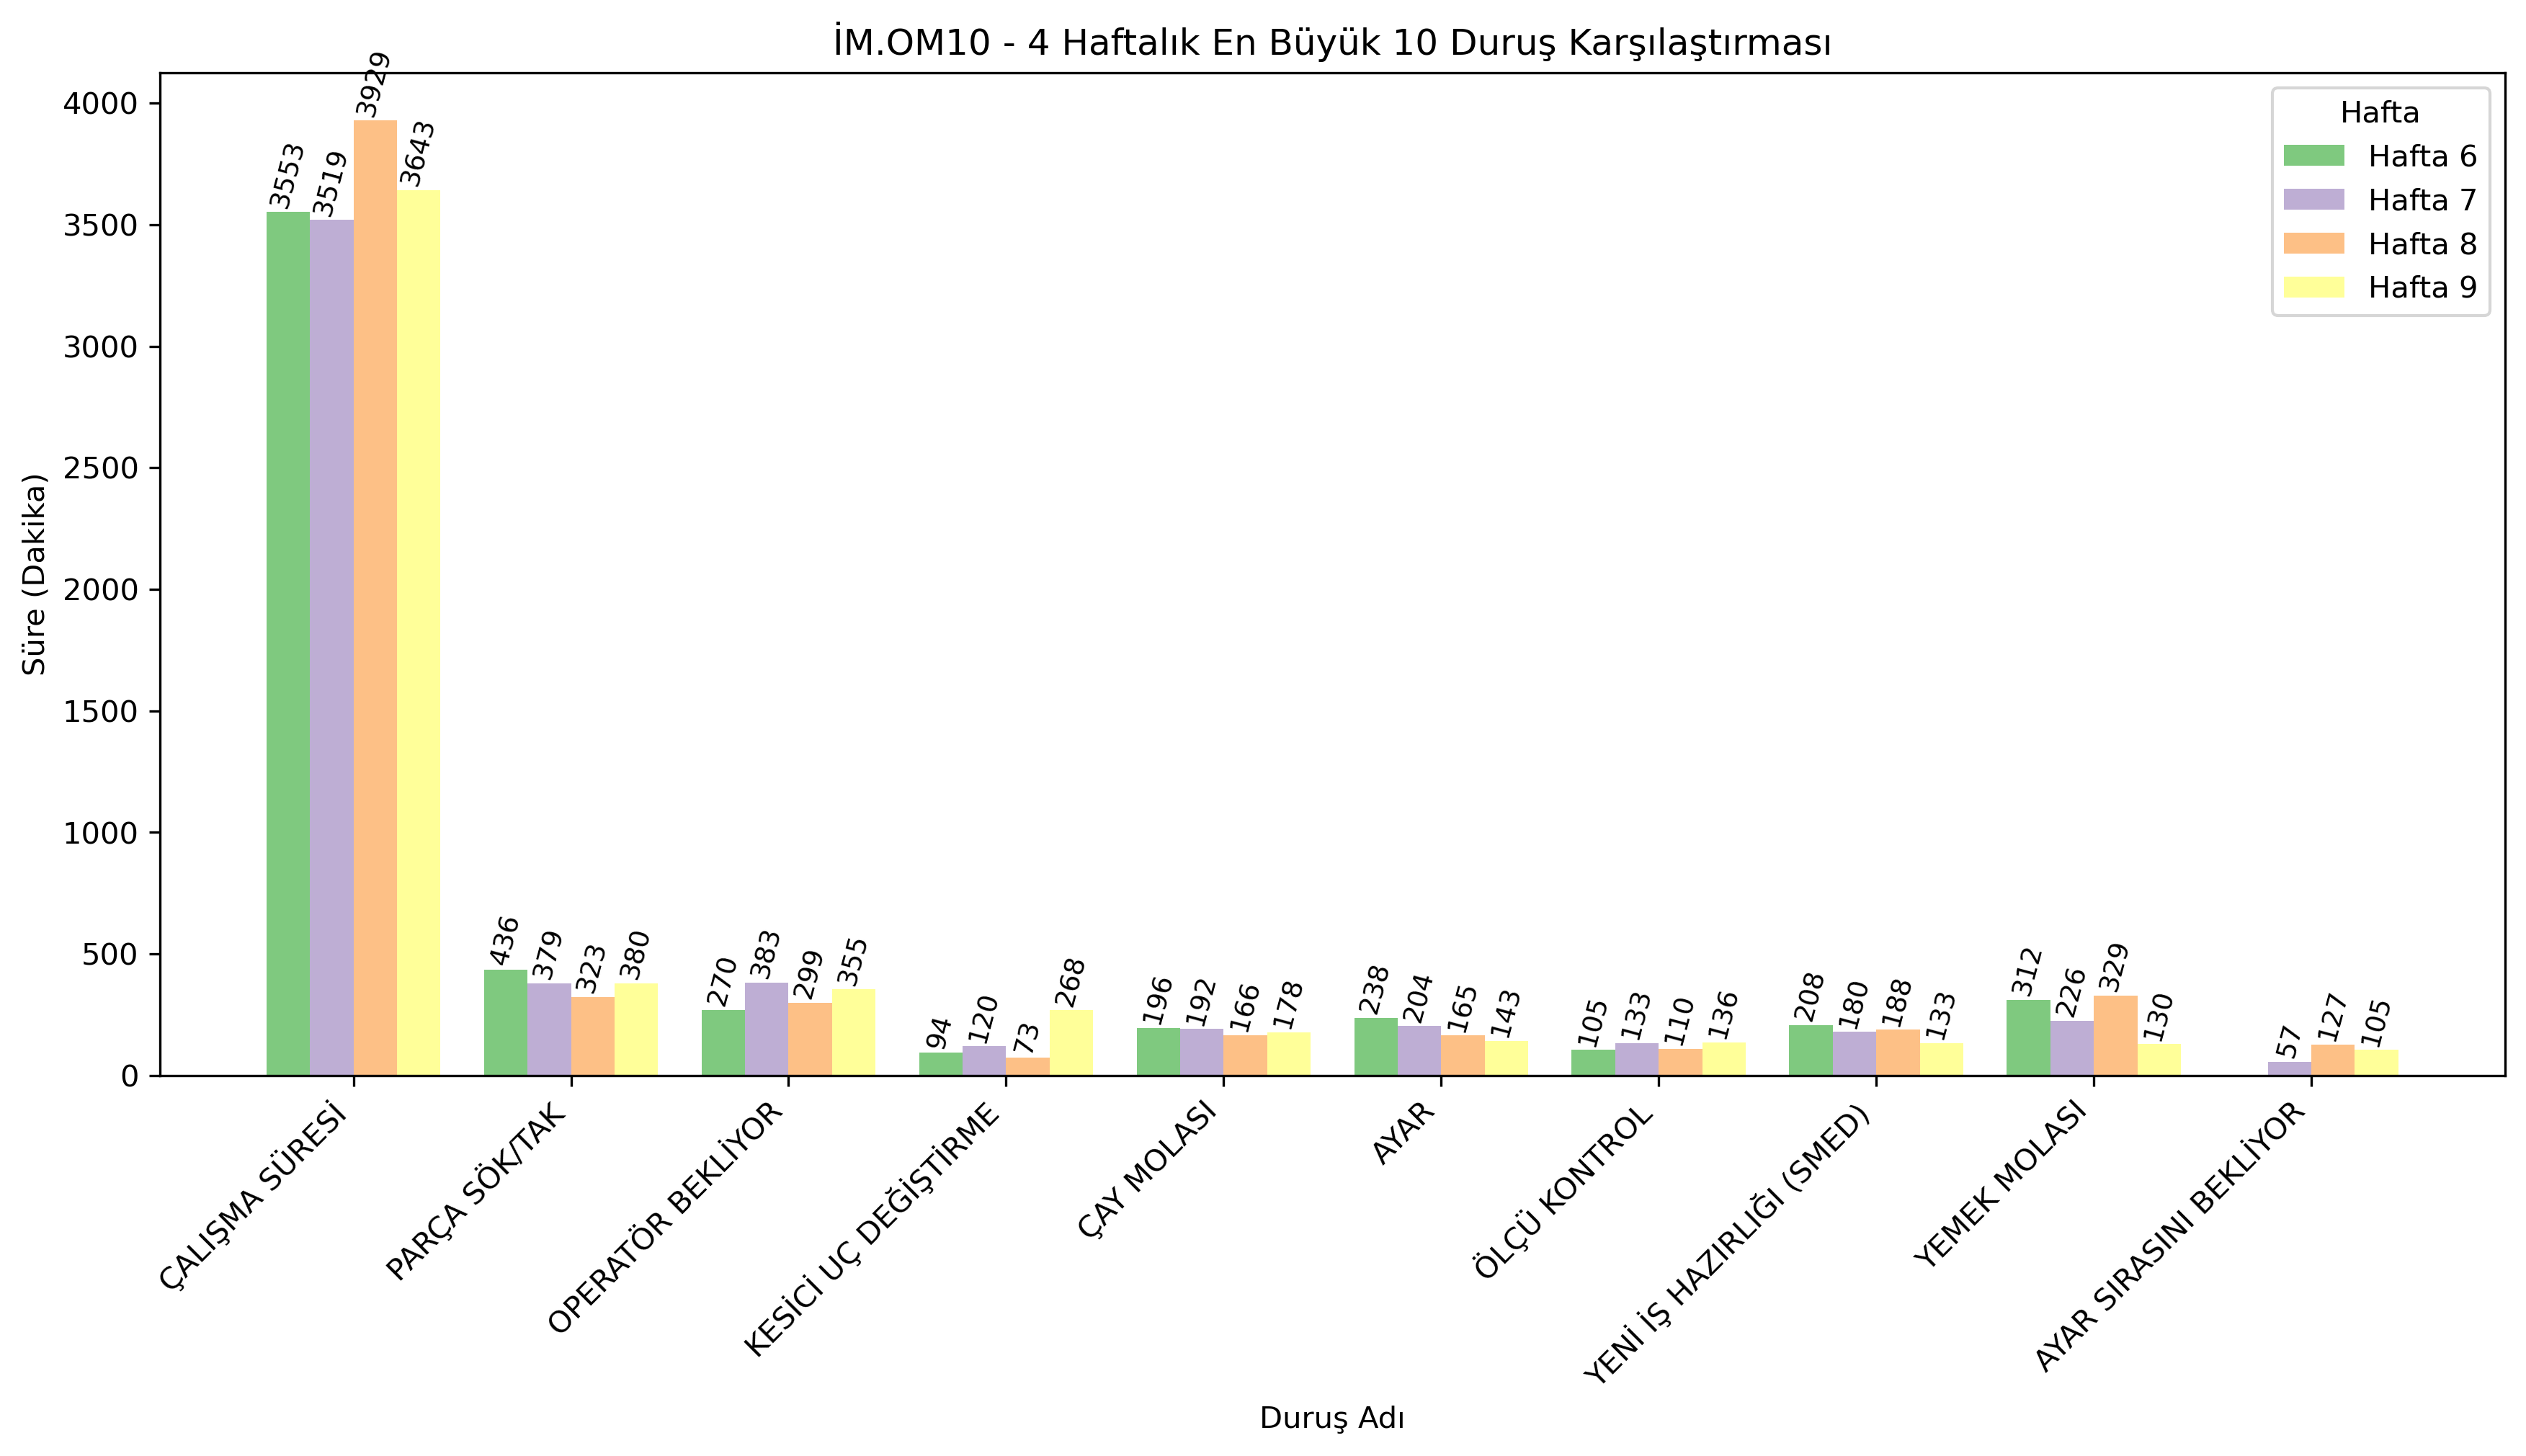 İM.OM10 - 4 Haftalık En Büyük 10 Duruş Karşılaştırması
Hafta
Hafta 6
Hafta 7
Hafta 8
Hafta 9
Süre (Dakika)
4000
3500
3000
2500
2000
1500
1000
500
0
3553 3519 3929 3643
436 379 323 380
270 383 299 355
94 120 73 268
196 192 166 178
238 204 165 143
105 133 110 136
208 180 188 133
312 226 329 130
57 127 105
ÇALIŞMA SÜRESİ
PARÇA SÖK/TAK
OPERATÖR BEKLİYOR
KESİCİ UÇ DEĞİŞTİRME
ÇAY MOLASI
AYAR
ÖLÇÜ KONTROL
YENİ İŞ HAZIRLIĞI (SMED)
YEMEK MOLASI
AYAR SIRASINI BEKLİYOR
Duruş Adı